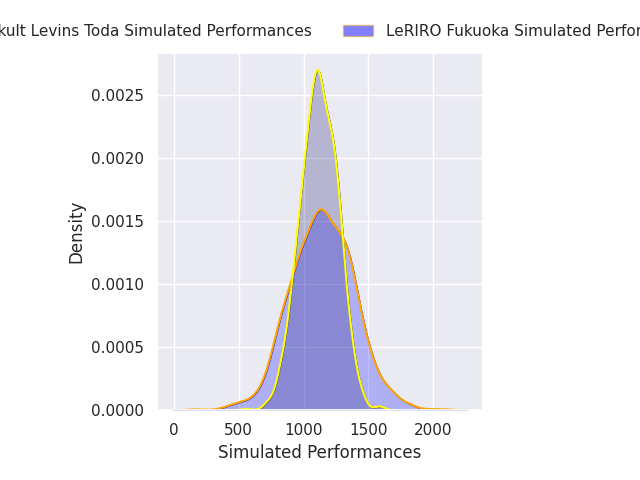 kult Levins Toda Simulated Performances LeRIRO Fukuoka Simulated Perfor
0.0025
0.0020
0.0015
0.0010
0.0005
0.0000
Density
0 500 1000 1500 2000
Simulated Performances